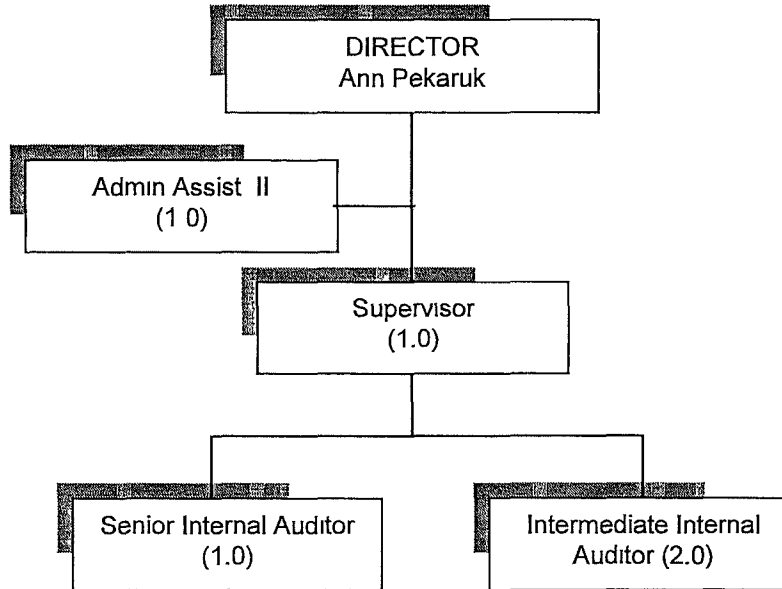 DIRECTOR
Ann Pekaruk
Admin Assist II
(1 0)
Supervisor
(1.0)
Senior Internal Auditor
(1.0)
Intermediate Internal
Auditor (2.0)